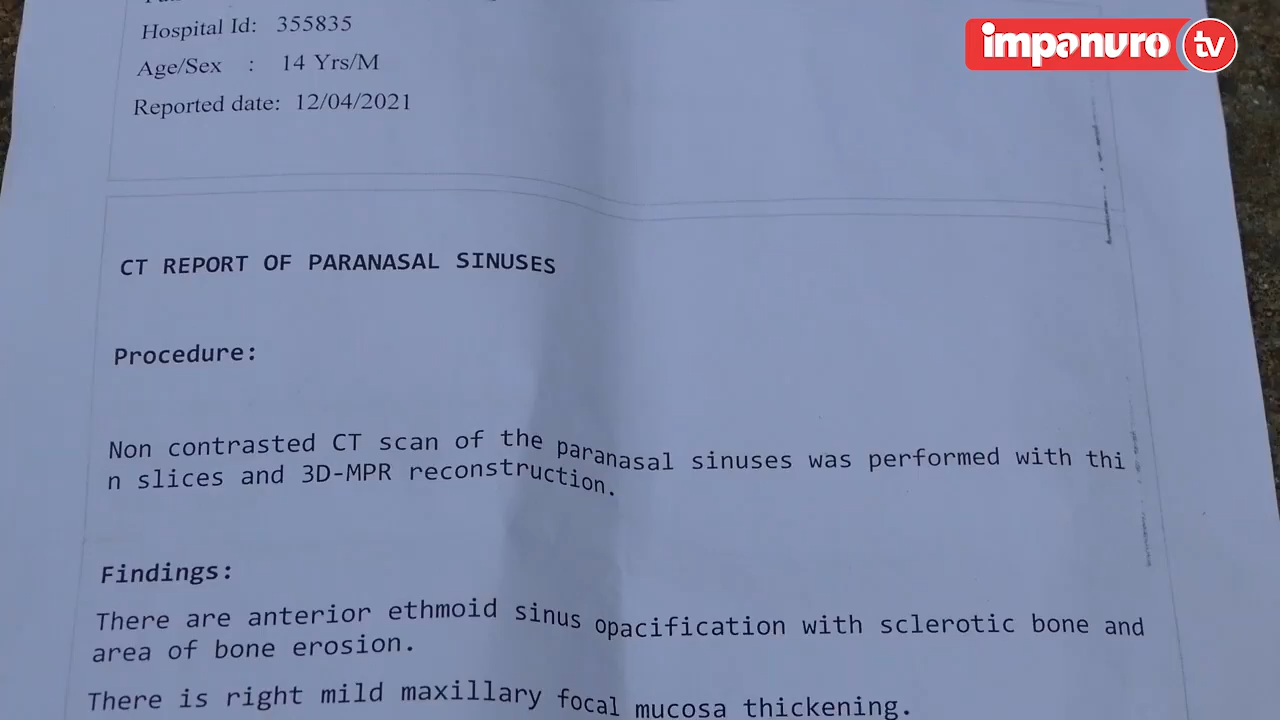 impanuro tv
Hospital Id: 355835
Age/Sex : 14 Yrs/M
Reported date: 12/04/2021
CT REPORT OF PARANASAL SINUSES
Procedure:
Non contrasted CT scan of the paranasal sinuses was performed with thi
n slices and 3D-MPR reconstruction.
Findings:
There are anterior ethmoid sinus opacification with sclerotic bone and
area of bone erosion.
There is right mild maxillary focal mucosa thickening.